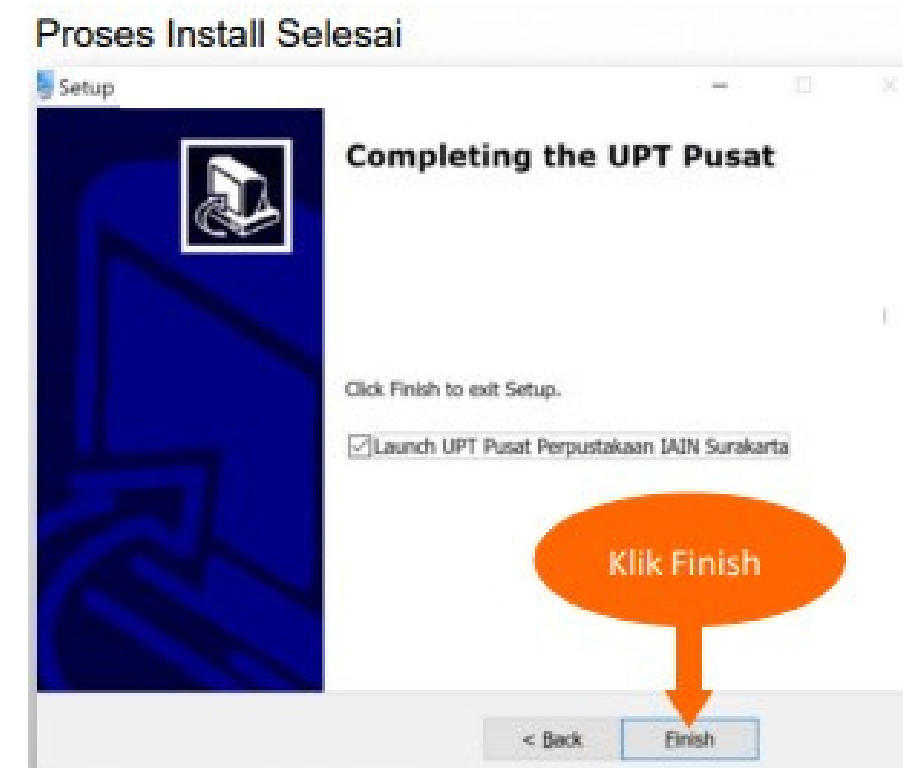 Proses Install Selesai
Setup
Completing the UPT Pusat
Click Finish to exit Setup.
Launch UPT Pusat Perpustakaan IAIN Surakarta
Klik Finish
< Back
Finish